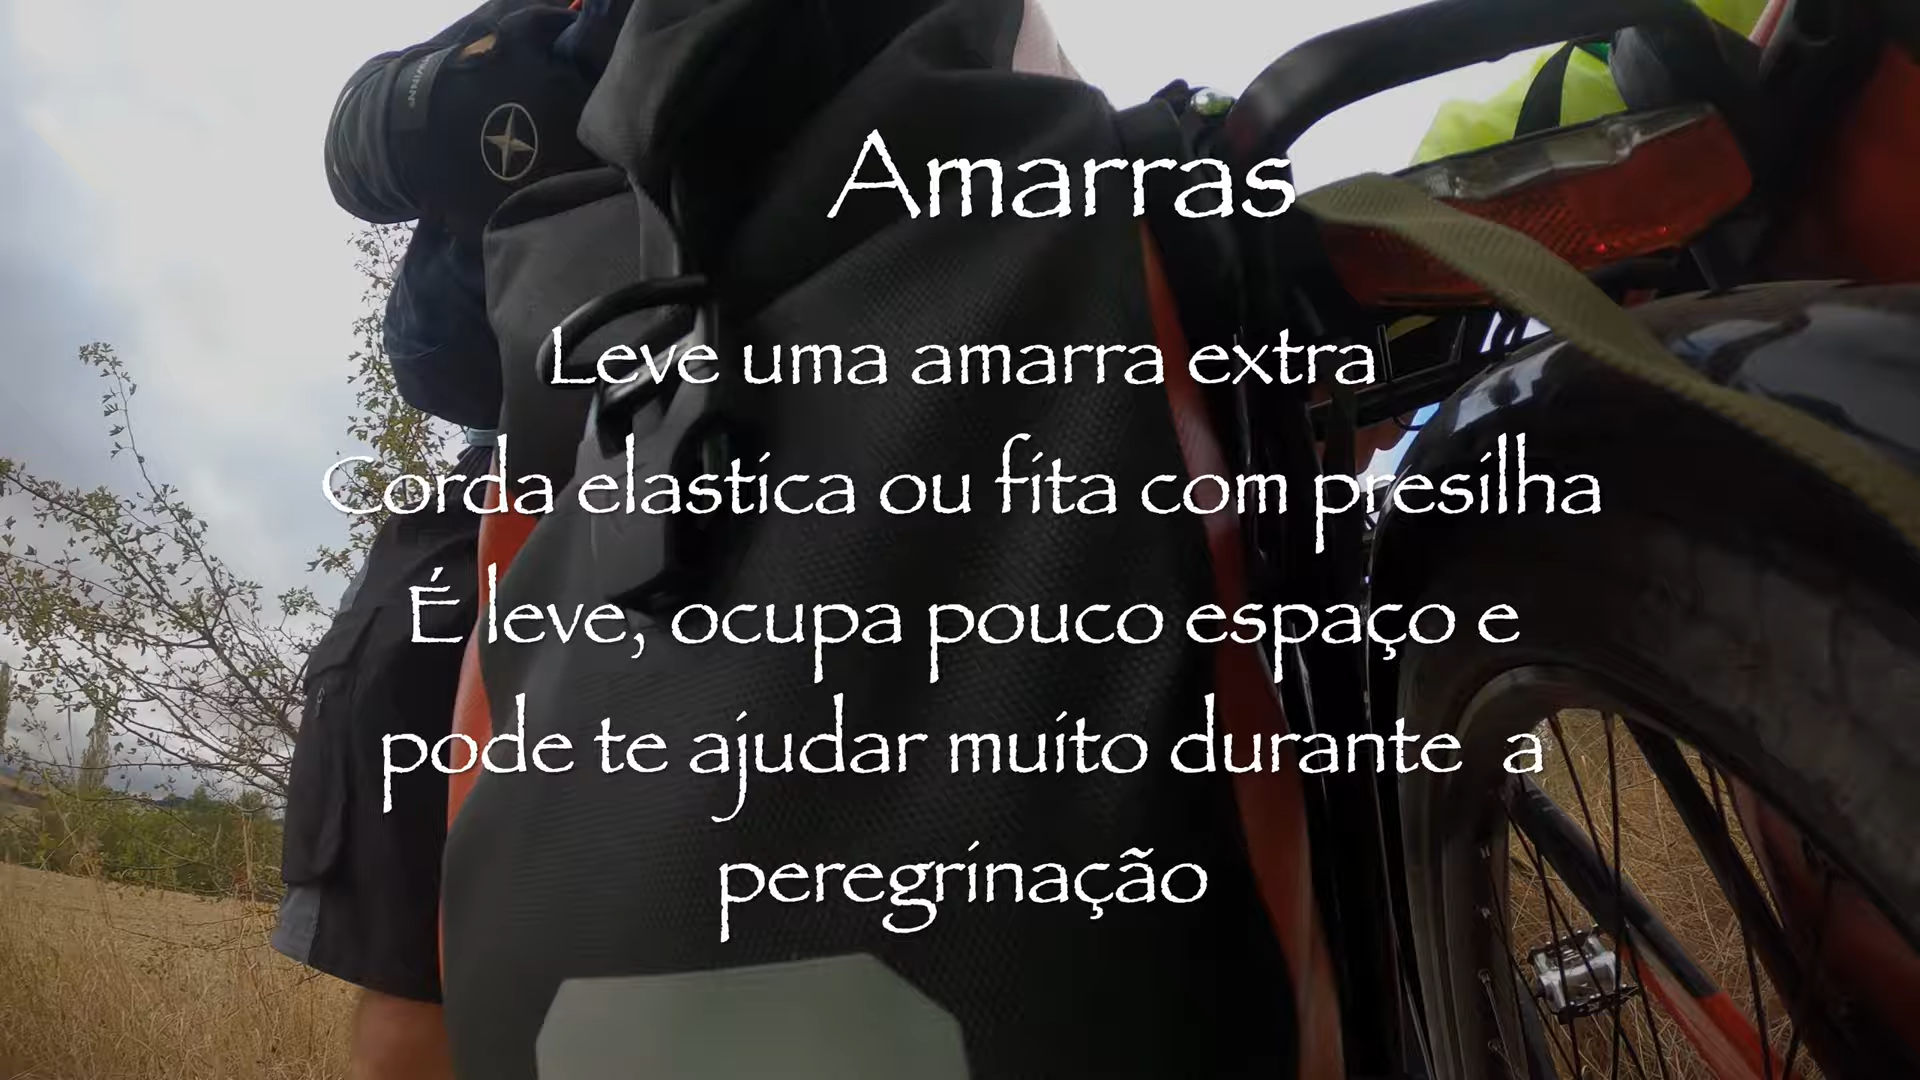 Amarras
Leve uma amarra extra
Corda elastica ou fita com presilha
É leve, ocupa pouco espaço e
pode te ajudar muito durante  a
peregrinação